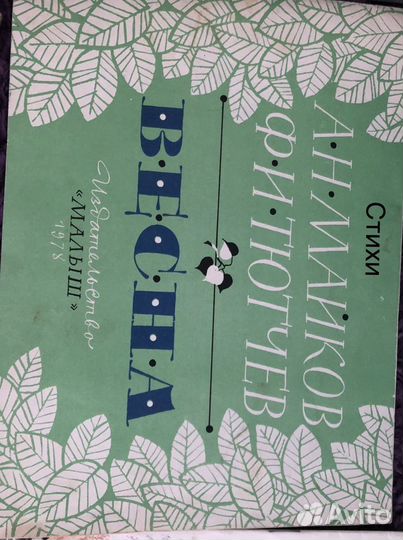 Стихи
А·Н·МАЙКОВ
Ф·И·ТЮТЧЕВ
ВЕСНА
Издательство
«МАЛЫШ»
1978
Avito